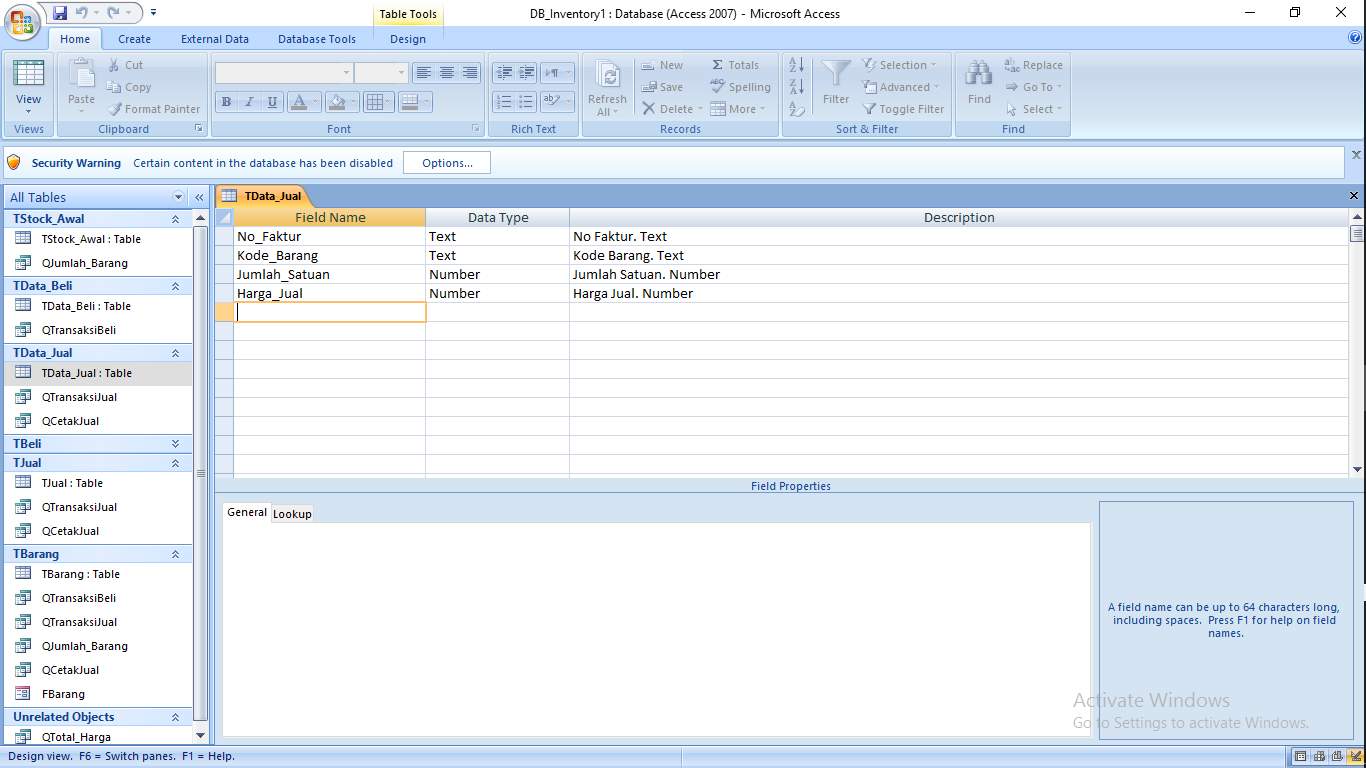 Table Tools
DB_Inventory1 : Database (Access 2007) - Microsoft Access
Home Create External Data Database Tools Design
View
Views
Paste
Cut
Copy
Format Painter
Clipboard
B I U A
Font
Rich Text
Refresh All
New
Save
Delete
Totals
Spelling
More
Records
Filter
Selection
Advanced
Toggle Filter
Sort & Filter
Find
Replace
Go To
Select
Find
Security Warning Certain content in the database has been disabled Options...
All Tables
TStock_Awal
TStock_Awal : Table
QJumlah_Barang
TData_Beli
TData_Beli : Table
QTransaksiBeli
TData_Jual
TData_Jual : Table
QTransaksiJual
QCetakJual
TBeli
TJual
TJual : Table
QTransaksiJual
QCetakJual
TBarang
TBarang : Table
QTransaksiBeli
QTransaksiJual
QJumlah_Barang
QCetakJual
FBarang
Unrelated Objects
QTotal_Harga
TData_Jual
Field Name Data Type Description
No_Faktur Text No Faktur. Text
Kode_Barang Text Kode Barang. Text
Jumlah_Satuan Number Jumlah Satuan. Number
Harga_Jual Number Harga Jual. Number
Field Properties
General Lookup
A field name can be up to 64 characters long,
including spaces. Press F1 for help on field
names.
Activate Windows
Go to Settings to activate Windows.
Design view. F6 = Switch panes. F1 = Help.